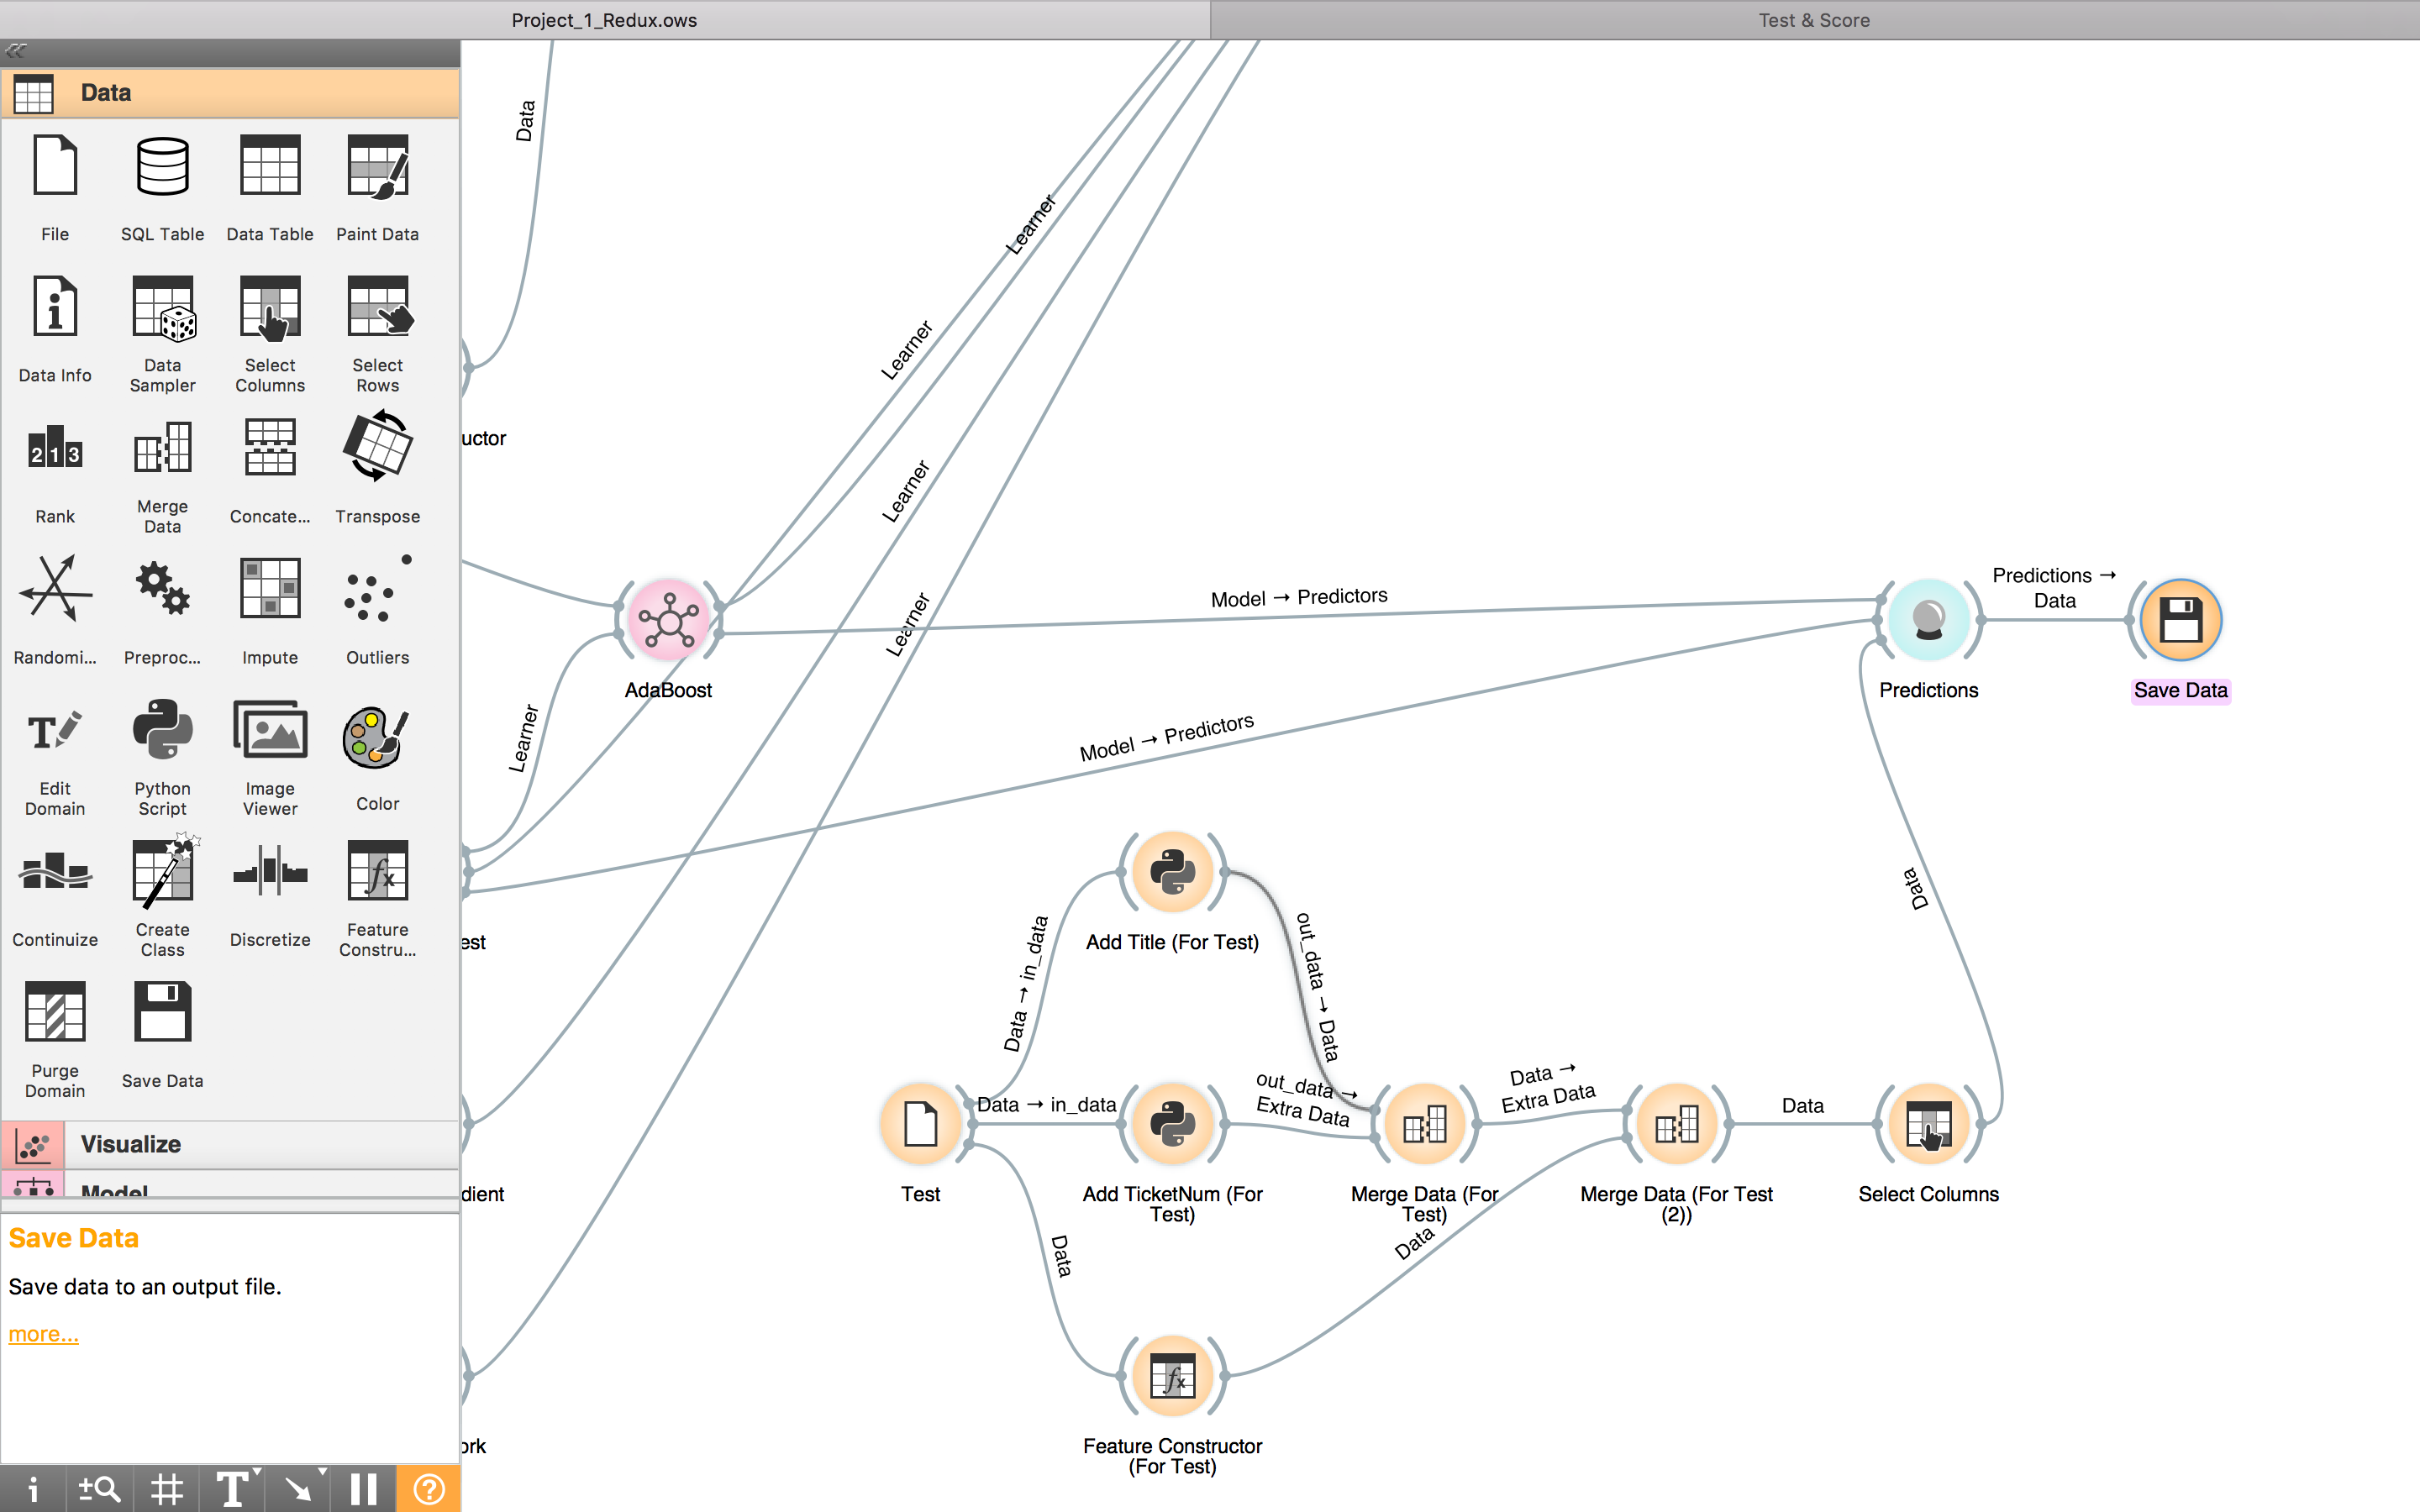 Project_1_Redux.ows
Test & Score
Data
File
SQL Table
Data Table
Paint Data
Data Info
Data
Sampler
Select
Columns
Select
Rows
Rank
Merge
Data
Concate...
Transpose
Randomi...
Preproc...
Impute
Outliers
Edit
Domain
Python
Script
Image
Viewer
Color
Continuize
Create
Class
Discretize
Feature
Constru...
Purge
Domain
Save Data
Visualize
Model
Save Data
Save data to an output file.
more...
Data
Learner
Learner
Learner
Learner
uctor
AdaBoost
Learner
Model → Predictors
Model → Predictors
Predictions →
Data
Predictions
Save Data
Data
est
Add Title (For Test)
Data → in_data
out_data → Data
Data → in_data
out_data →
Extra Data
Data →
Extra Data
Data
dient
Test
Add TicketNum (For
Test)
Merge Data (For
Test)
Merge Data (For Test
(2))
Select Columns
Data
Data
ork
Feature Constructor
(For Test)